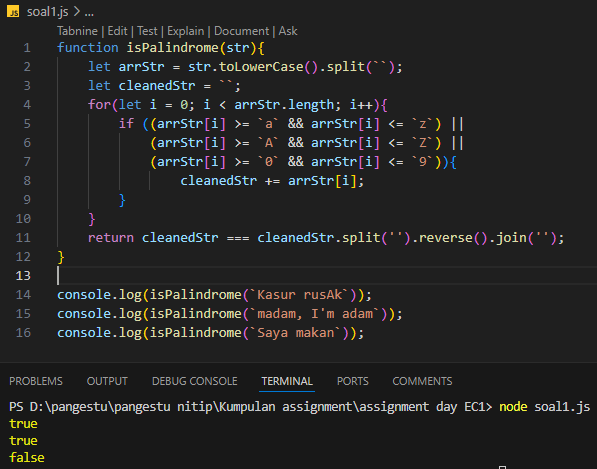 JS soal1.js > ...
Tabnine | Edit | Test | Explain | Document | Ask
1 function isPalindrome(str){
2     let arrStr = str.toLowerCase().split(``);
3     let cleanedStr = ``;
4     for(let i = 0; i < arrStr.length; i++){
5         if ((arrStr[i] >= `a` && arrStr[i] <= `z`) ||
6             (arrStr[i] >= `A` && arrStr[i] <= `Z`) ||
7             (arrStr[i] >= `0` && arrStr[i] <= `9`)){
8                 cleanedStr += arrStr[i];
9         }
10     }
11     return cleanedStr === cleanedStr.split('').reverse().join('');
12 }
13
14 console.log(isPalindrome(`Kasur rusAk`));
15 console.log(isPalindrome(`madam, I'm adam`));
16 console.log(isPalindrome(`Saya makan`));
PROBLEMS OUTPUT DEBUG CONSOLE TERMINAL PORTS COMMENTS
PS D:\pangestu\pangestu nitip\Kumpulan assignment\assignment day EC1> node soal1.js
true
true
false